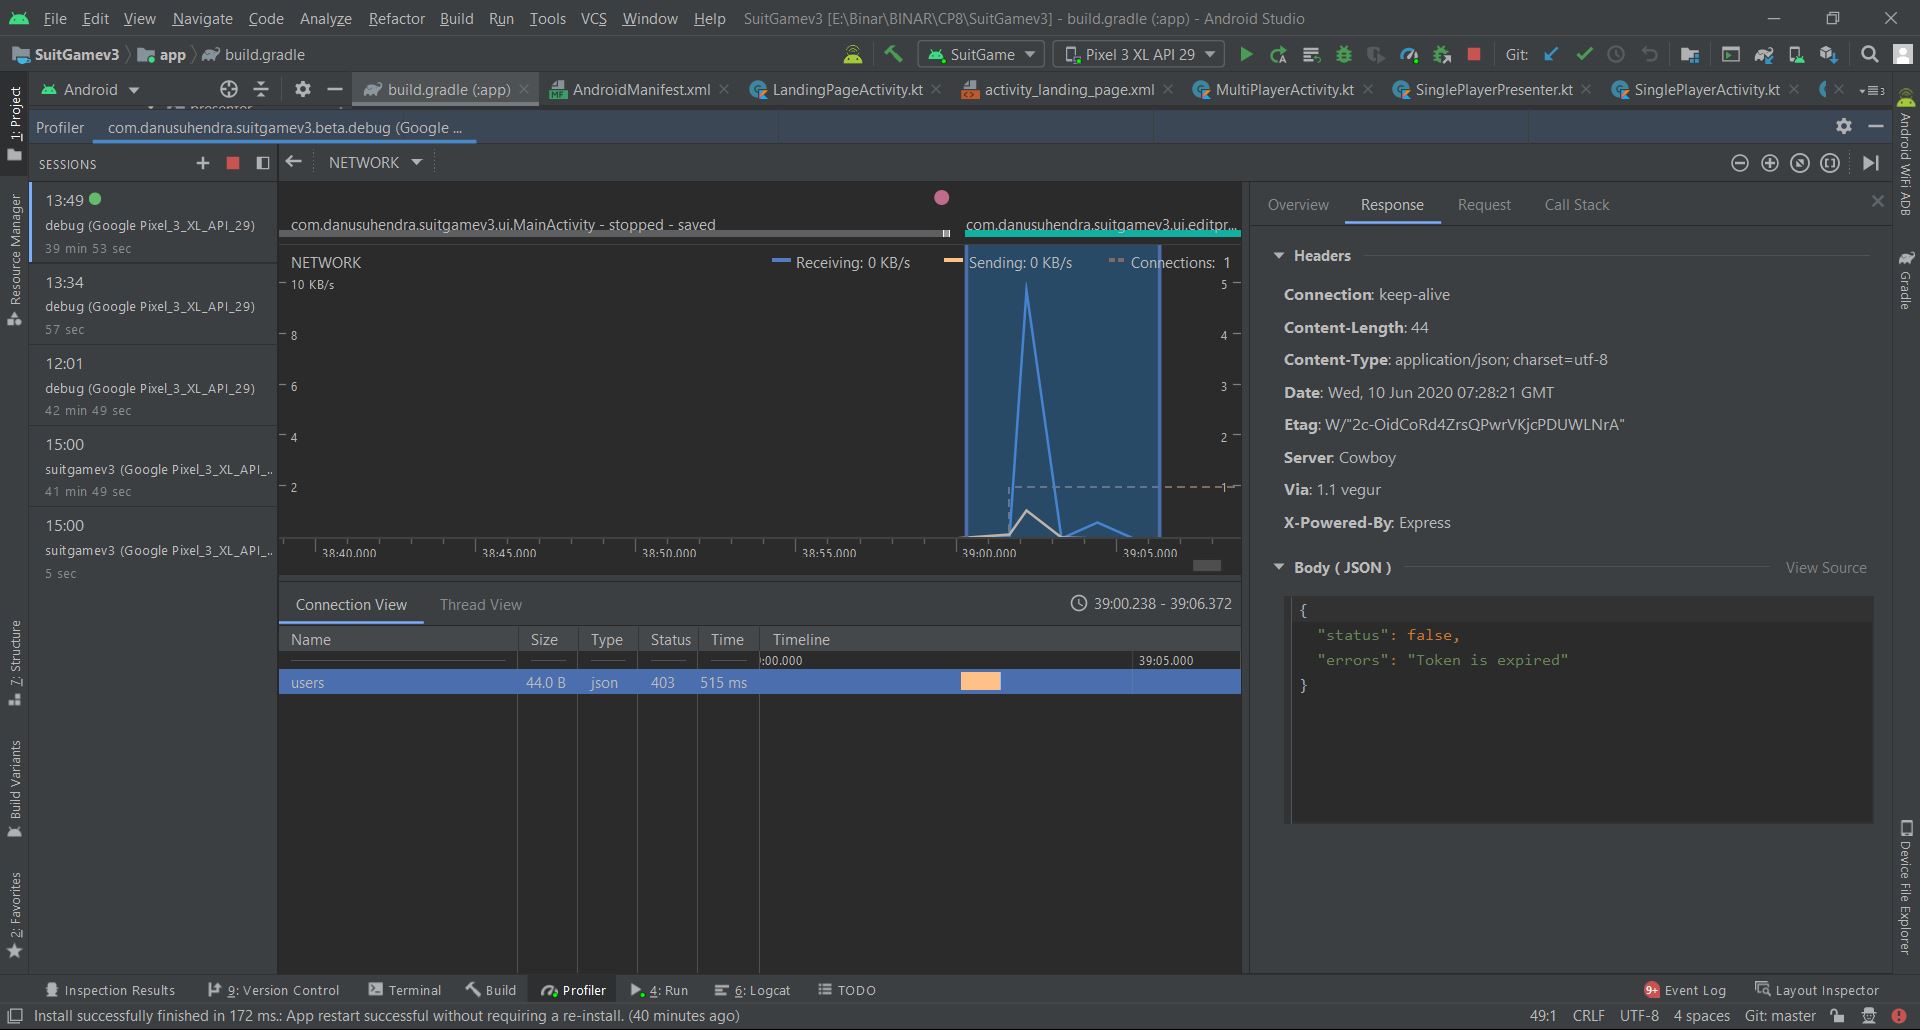 File Edit View Navigate Code Analyze Refactor Build Run Tools VCS Window Help SuitGamev3 [E:\Binar\BINAR\CP8\SuitGamev3] - build.gradle (:app) - Android Studio
SuitGamev3 app build.gradle SuitGame Pixel 3 XL API 29 Git:
Android build.gradle (:app) AndroidManifest.xml LandingPageActivity.kt activity_landing_page.xml MultiPlayerActivity.kt SinglePlayerPresenter.kt SinglePlayerActivity.kt 3
presenter
Profiler com.danusuhendra.suitgamev3.beta.debug (Google ...
SESSIONS NETWORK
13:49
debug (Google Pixel_3_XL_API_29)
39 min 53 sec
13:34
debug (Google Pixel_3_XL_API_29)
57 sec
12:01
debug (Google Pixel_3_XL_API_29)
42 min 49 sec
15:00
suitgamev3 (Google Pixel_3_XL_API_..
41 min 49 sec
15:00
suitgamev3 (Google Pixel_3_XL_API_..
5 sec
com.danusuhendra.suitgamev3.ui.MainActivity - stopped - saved com.danusuhendra.suitgamev3.ui.editpr...
NETWORK Receiving: 0 KB/s Sending: 0 KB/s Connections: 1
10 KB/s 5
8 4
6 3
4 2
2 1
38:40.000 38:45.000 38:50.000 38:55.000 39:00.000 39:05.000
Connection View Thread View 39:00.238 - 39:06.372
Name Size Type Status Time Timeline
:00.000 39:05.000
users 44.0 B json 403 515 ms
Overview Response Request Call Stack
Headers
Connection: keep-alive
Content-Length: 44
Content-Type: application/json; charset=utf-8
Date: Wed, 10 Jun 2020 07:28:21 GMT
Etag: W/"2c-OidCoRd4ZrsQPwrVKjcPDUWLNrA"
Server: Cowboy
Via: 1.1 vegur
X-Powered-By: Express
Body ( JSON ) View Source
{
"status": false,
"errors": "Token is expired"
}
1: Project
Resource Manager
7: Structure
Build Variants
2: Favorites
Android WiFi ADB
Gradle
Device File Explorer
Inspection Results 9: Version Control Terminal Build Profiler 4: Run 6: Logcat TODO 9+ Event Log Layout Inspector
Install successfully finished in 172 ms.: App restart successful without requiring a re-install. (40 minutes ago) 49:1 CRLF UTF-8 4 spaces Git: master